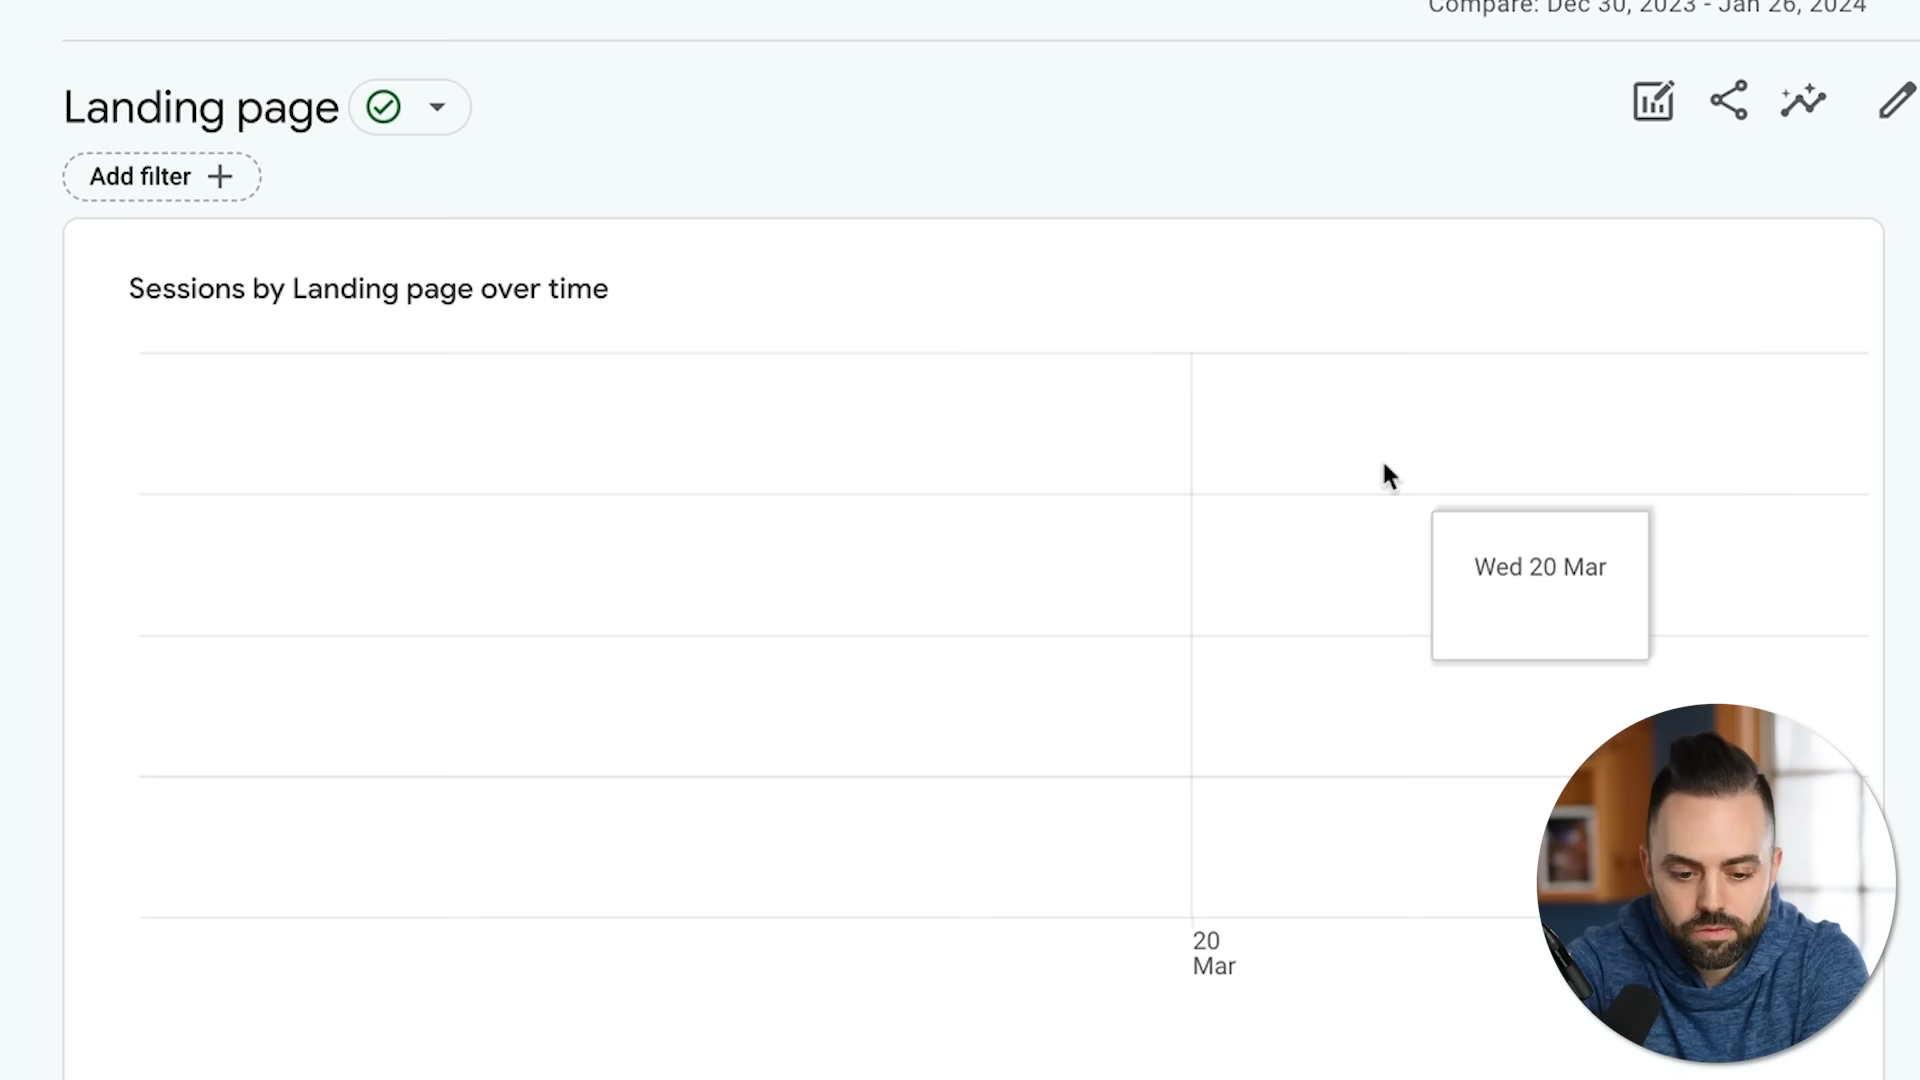 Compare: Dec 30, 2023 - Jan 26, 2024
Landing page
Add filter
Sessions by Landing page over time
Wed 20 Mar
20
Mar